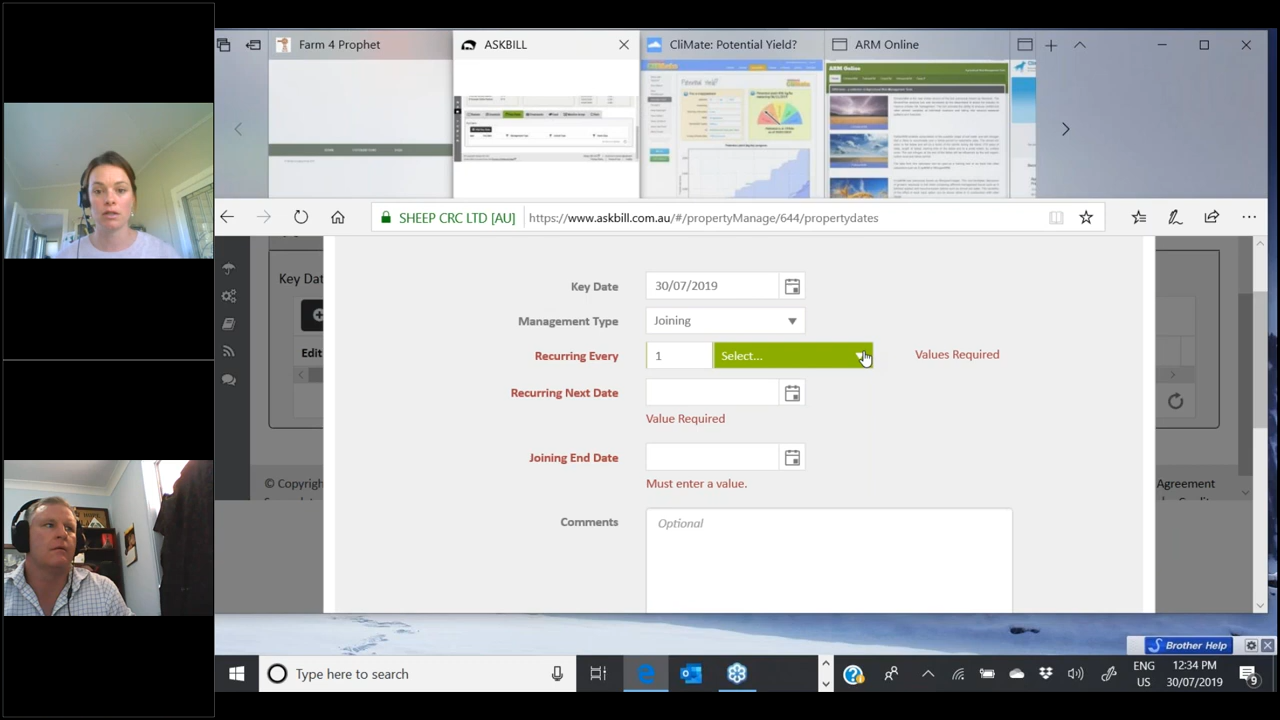 Farm 4 Prophet
ASKBILL
CliMate: Potential Yield?
ARM Online
SHEEP CRC LTD [AU]
https://www.askbill.com.au/#/propertyManage/644/propertydates
Key Dat
Edit
Key Date
30/07/2019
Management Type
Joining
Recurring Every
1
Select...
Values Required
Recurring Next Date
Value Required
Joining End Date
Must enter a value.
Comments
Optional
© Copyrigh
Agreement
Brother Help
Type here to search
ENG
US
12:34 PM
30/07/2019
9